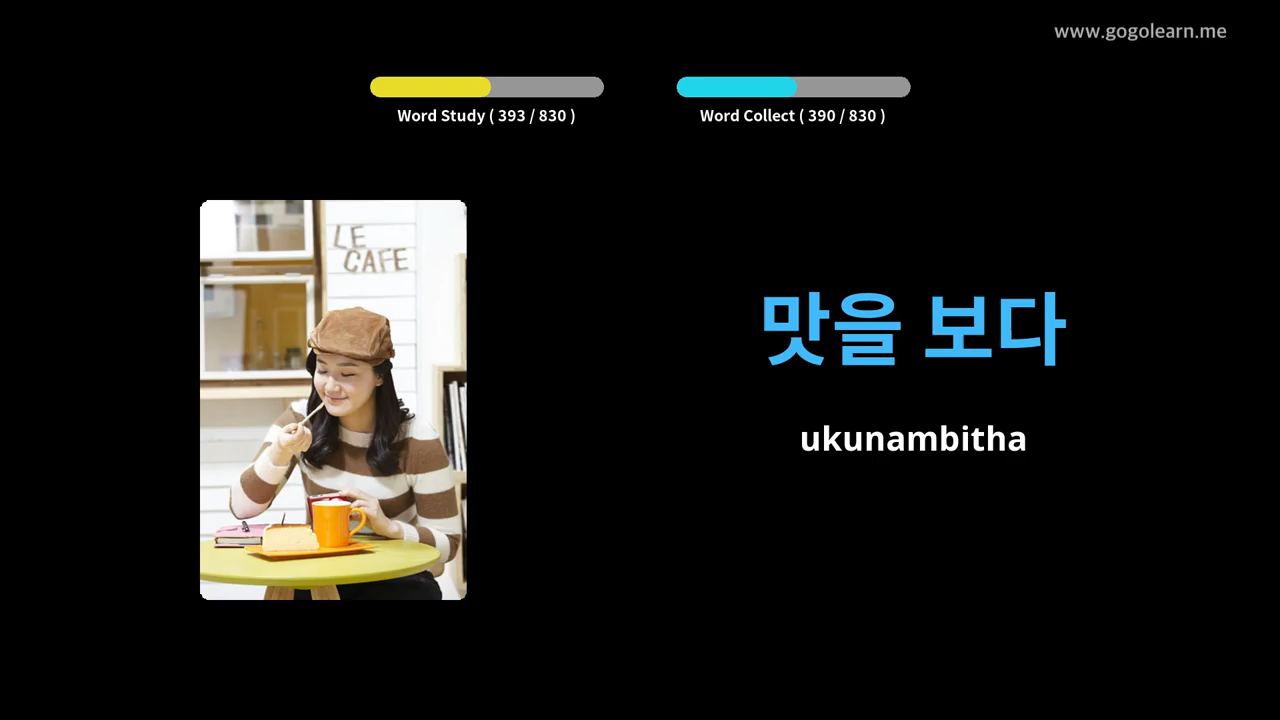 www.gogolearn.me
Word Study ( 393 / 830 )
Word Collect ( 390 / 830 )
LE
CAFE
맛을 보다
ukunambitha